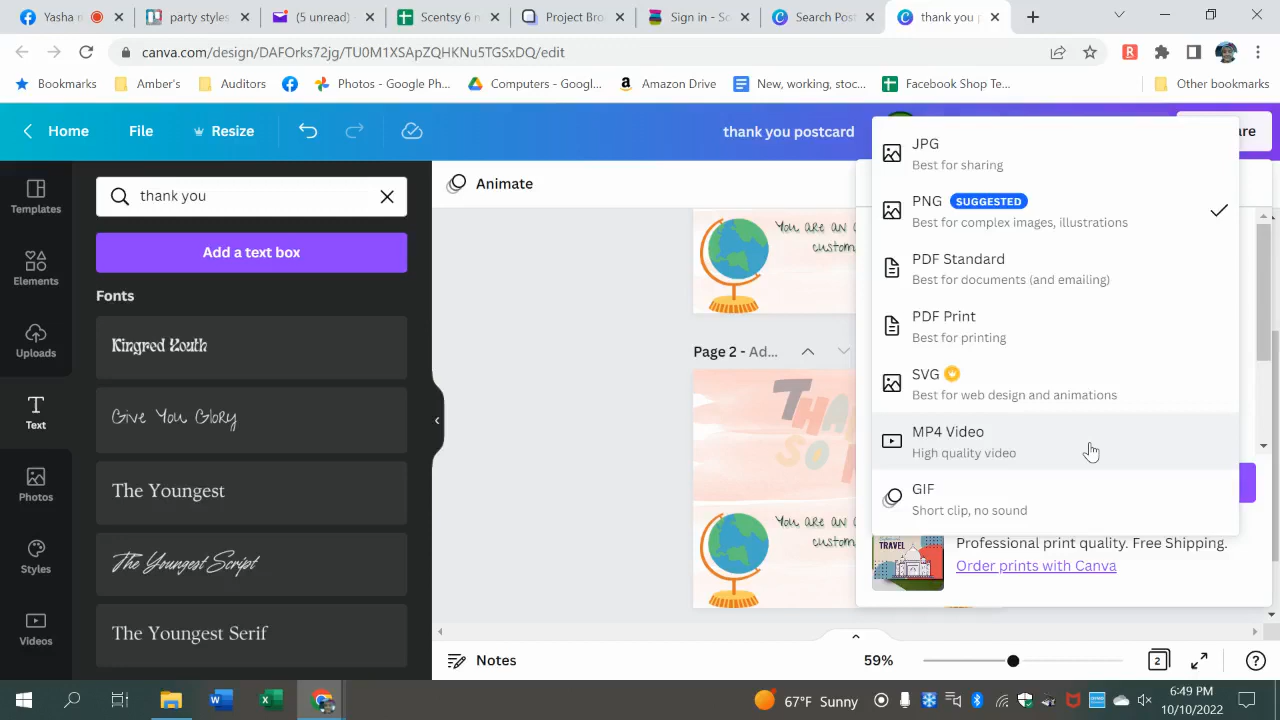 Yasha n
party styles
(5 unread)
Scentsy 6 n
Project Bro
Sign in - Sc
Search Post
thank you p
canva.com/design/DAFOrks72jg/TU0M1XSApZQHKNu5TGSxDQ/edit
Bookmarks
Amber's
Auditors
Photos - Google Ph...
Computers - Googl...
Amazon Drive
New, working, stoc...
Facebook Shop Te...
Other bookmarks
Home
File
Resize
thank you postcard
are
Templates
Elements
Uploads
Text
Photos
Styles
Videos
thank you
Add a text box
Fonts
Kingred Youth
Give You Glory
The Youngest
The Youngest Script
The Youngest Serif
Animate
You are an
custom
Page 2 - Ad...
THA
SO
You are an
custom
JPG
Best for sharing
PNG SUGGESTED
Best for complex images, illustrations
PDF Standard
Best for documents (and emailing)
PDF Print
Best for printing
SVG
Best for web design and animations
MP4 Video
High quality video
GIF
Short clip, no sound
TRAVEL
Professional print quality. Free Shipping.
Order prints with Canva
Notes
59%
2
67°F Sunny
6:49 PM
10/10/2022